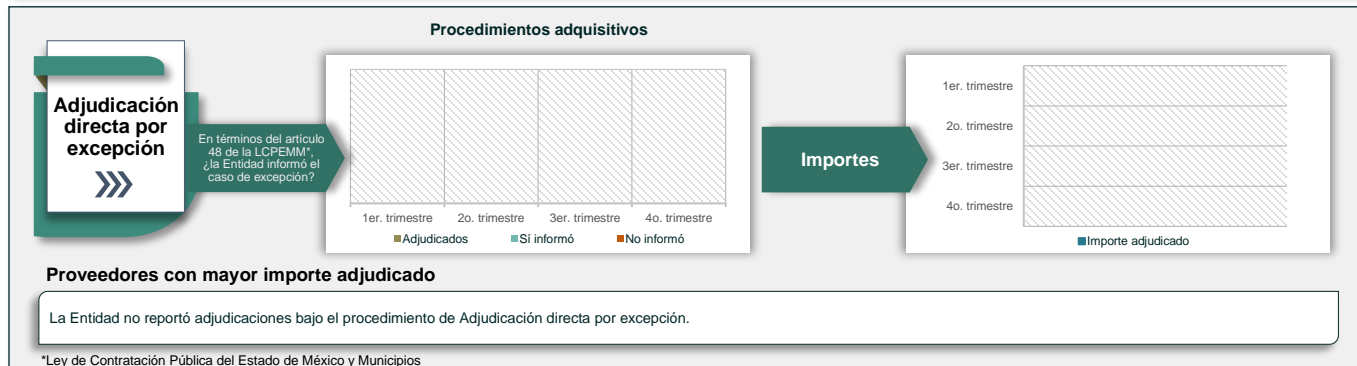 Procedimientos adquisitivos
Adjudicación
directa por
excepción
En términos del artículo
48 de la LCPEMM*,
¿la Entidad informó el
caso de excepción?
1er. trimestre
2o. trimestre
3er. trimestre
4o. trimestre
Adjudicados
Sí informó
No informó
Importes
1er. trimestre
2o. trimestre
3er. trimestre
4o. trimestre
Importe adjudicado
Proveedores con mayor importe adjudicado
La Entidad no reportó adjudicaciones bajo el procedimiento de Adjudicación directa por excepción.
*Ley de Contratación Pública del Estado de México y Municipios